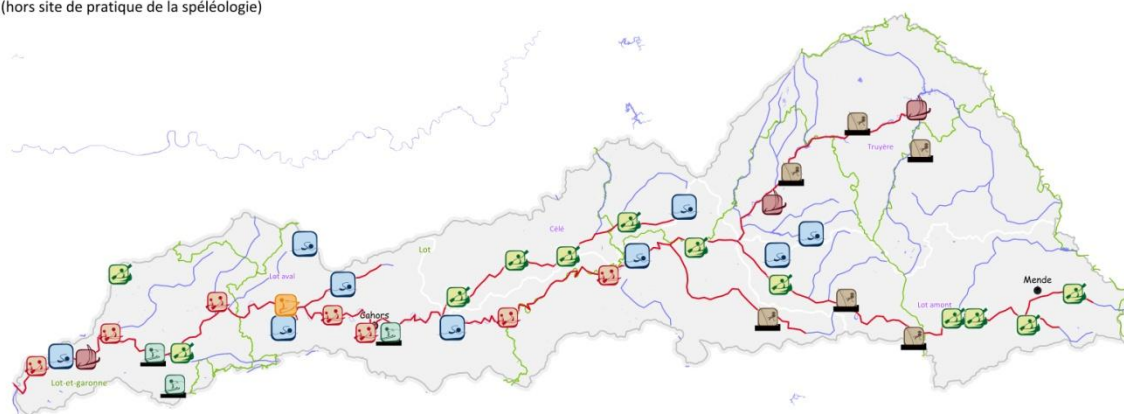 (hors site de pratique de la spéléologie)
Truyère
Célé
Lot
Lot aval
Mende
Lot amont
Cahors
Lot-et-garonne